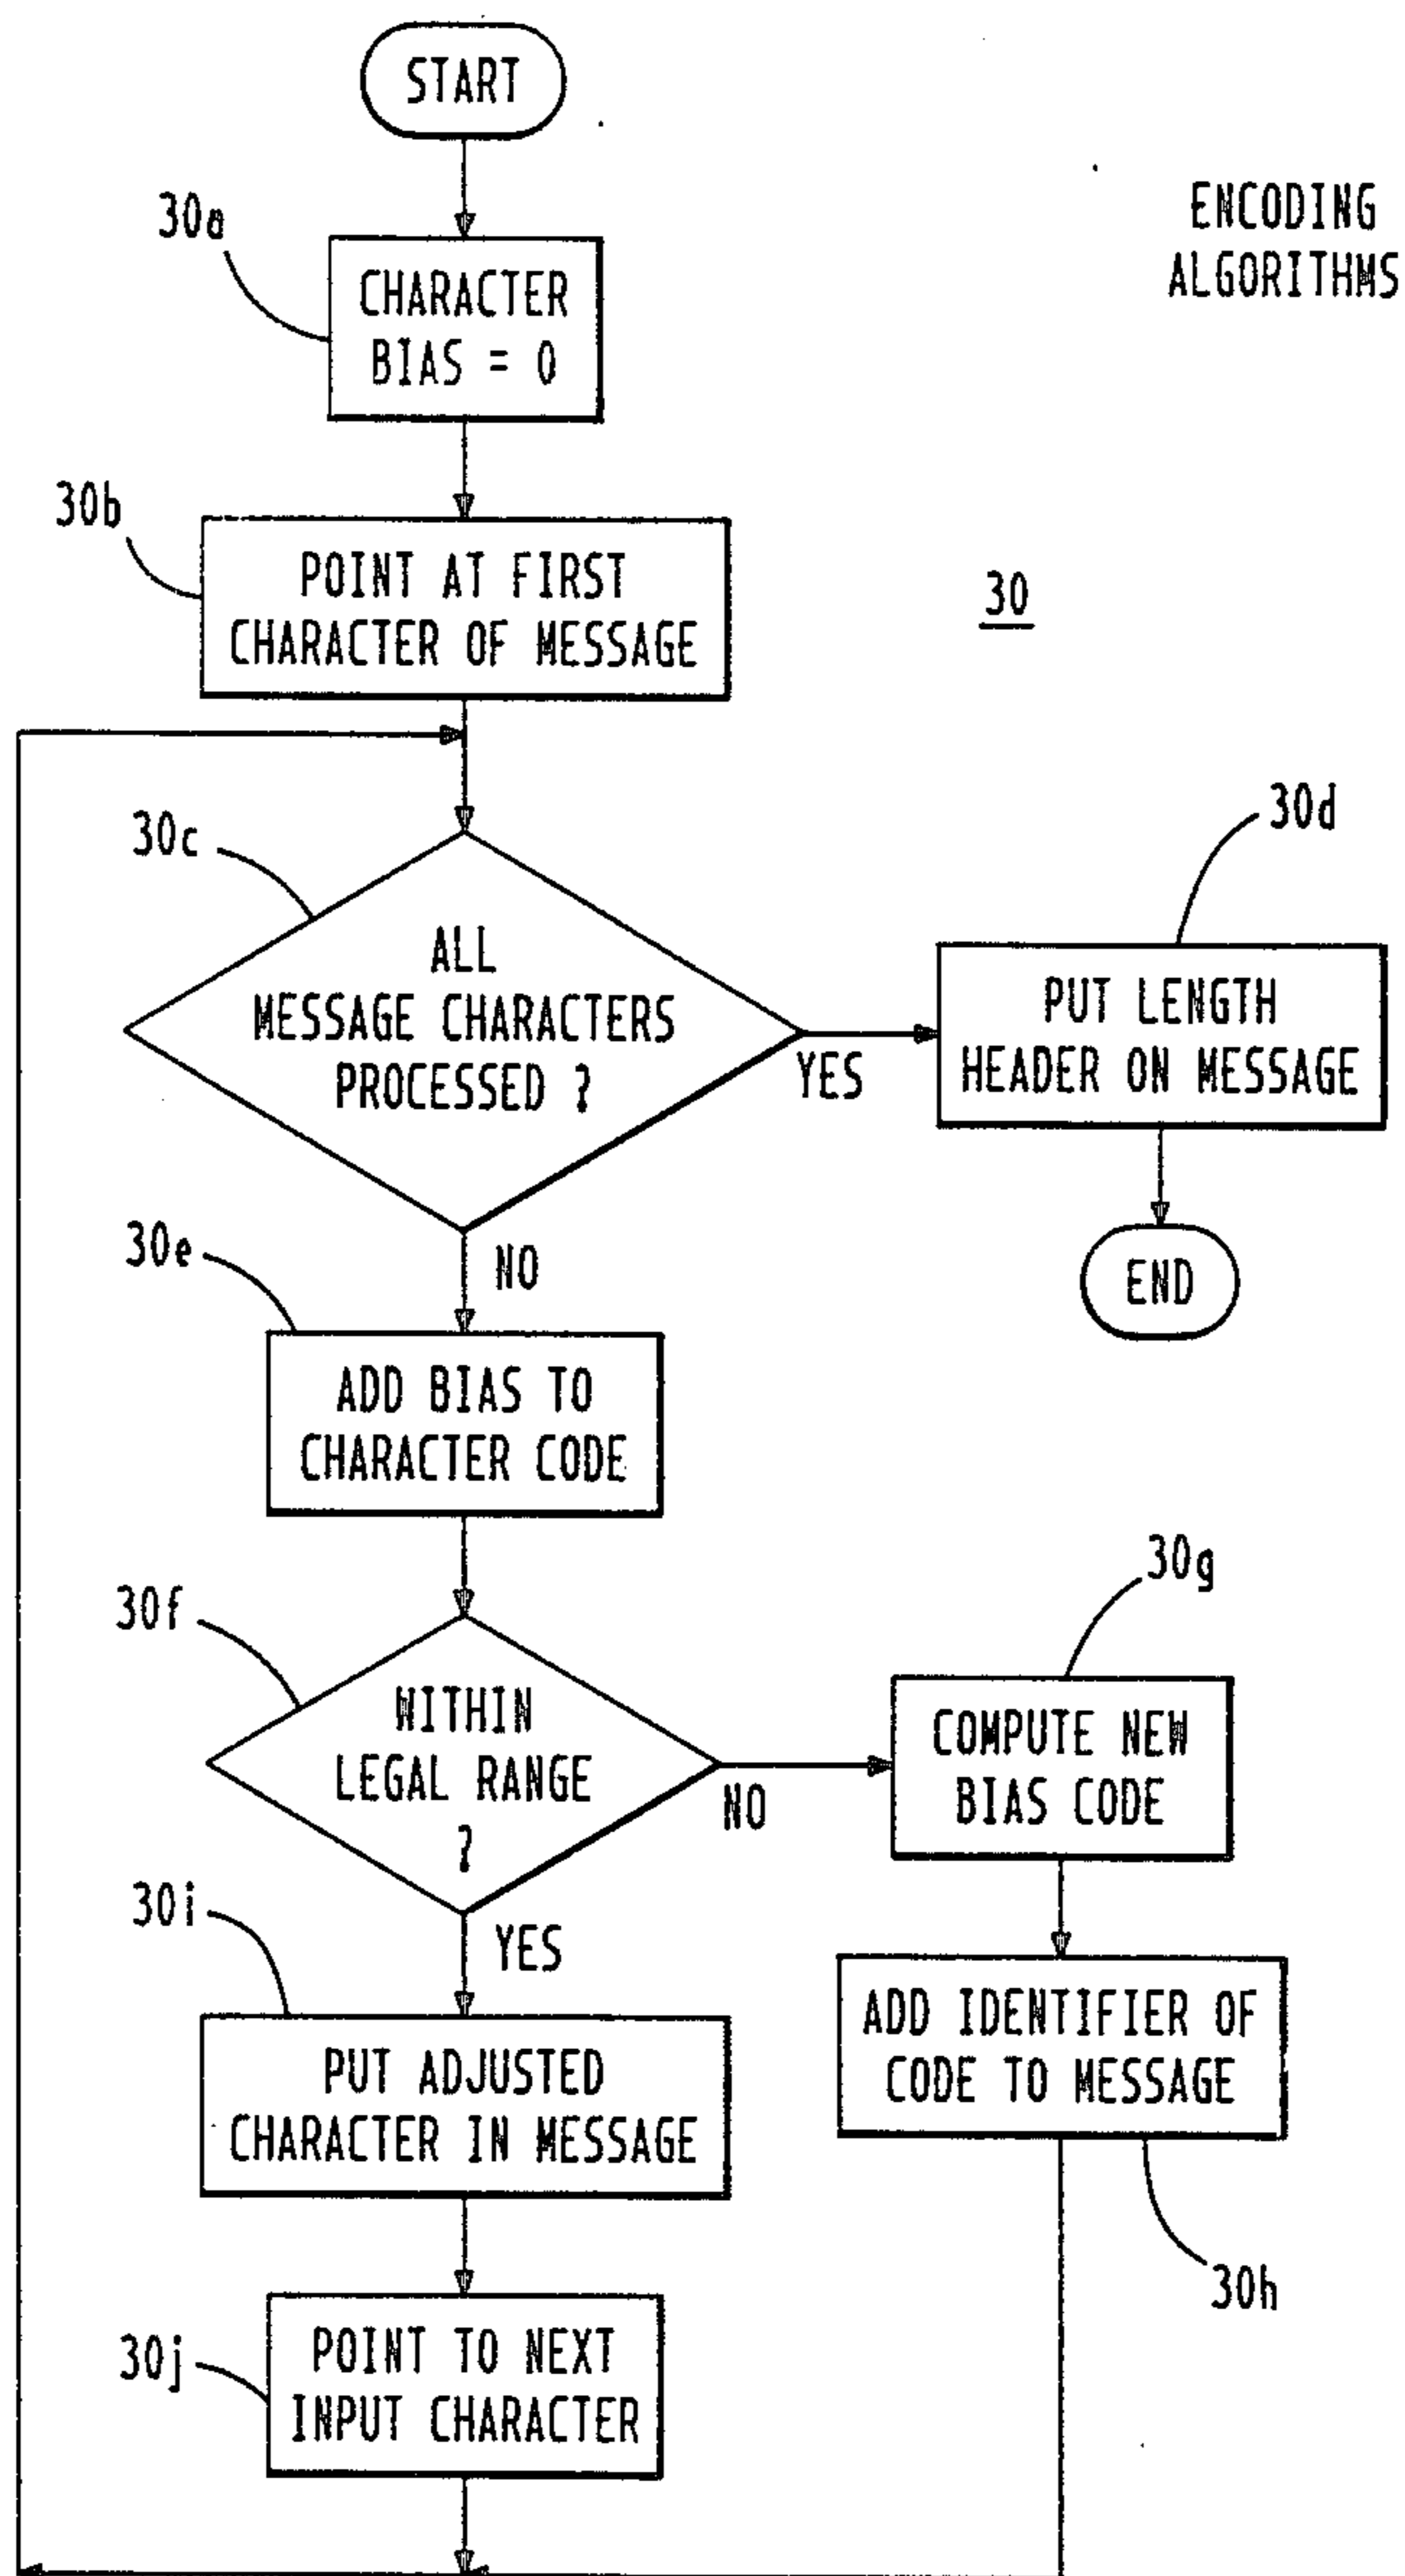 START
30a
ENCODING
ALGORITHMS
CHARACTER
BIAS = 0
30b
POINT AT FIRST
CHARACTER OF MESSAGE
30
30c
30d
ALL
MESSAGE CHARACTERS
PROCESSED ?
YES
PUT LENGTH
HEADER ON MESSAGE
30e
NO
END
ADD BIAS TO
CHARACTER CODE
30f
30g
WITHIN
LEGAL RANGE
?
NO
COMPUTE NEW
BIAS CODE
30i
YES
PUT ADJUSTED
CHARACTER IN MESSAGE
ADD IDENTIFIER OF
CODE TO MESSAGE
30h
30j
POINT TO NEXT
INPUT CHARACTER